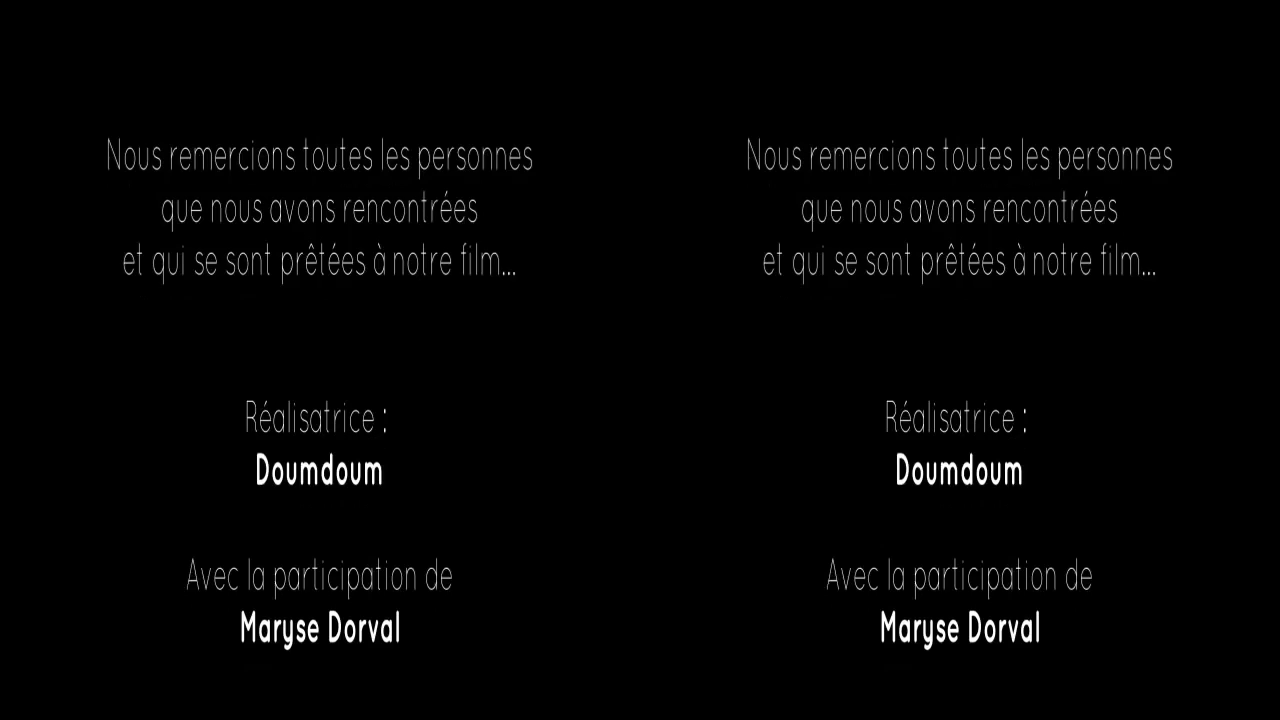 Nous remercions toutes les personnes
que nous avons rencontrées
et qui se sont prêtées à notre film...
Réalisatrice :
Doumdoum
Avec la participation de
Maryse Dorval
Nous remercions toutes les personnes
que nous avons rencontrées
et qui se sont prêtées à notre film...
Réalisatrice :
Doumdoum
Avec la participation de
Maryse Dorval